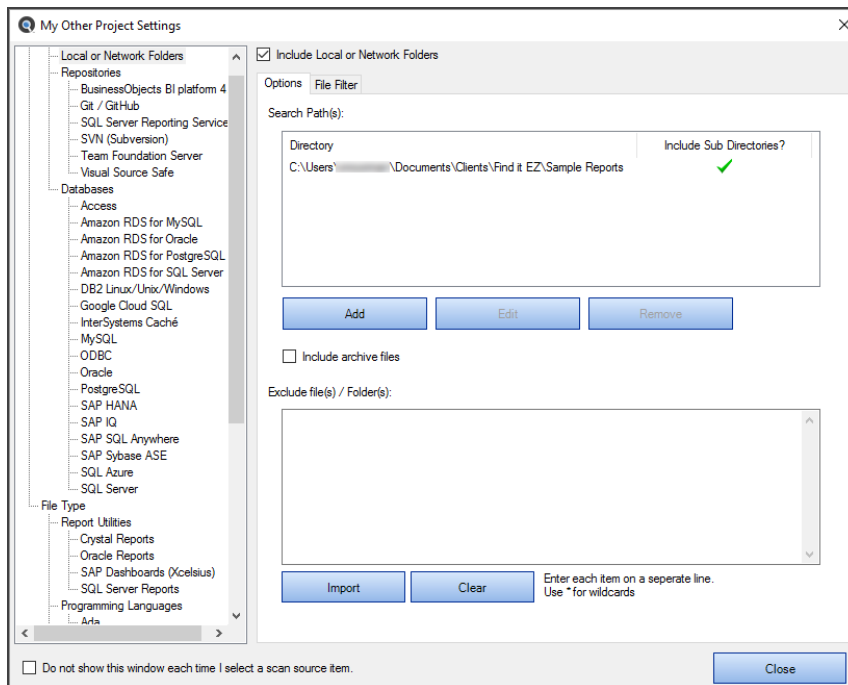 My Other Project Settings
Local or Network Folders
Repositories
BusinessObjects BI platform 4
Git / GitHub
SQL Server Reporting Service
SVN (Subversion)
Team Foundation Server
Visual Source Safe
Databases
Access
Amazon RDS for MySQL
Amazon RDS for Oracle
Amazon RDS for PostgreSQL
Amazon RDS for SQL Server
DB2 Linux/Unix/Windows
Google Cloud SQL
InterSystems Caché
MySQL
ODBC
Oracle
PostgreSQL
SAP HANA
SAP IQ
SAP SQL Anywhere
SAP Sybase ASE
SQL Azure
SQL Server
File Type
Report Utilities
Crystal Reports
Oracle Reports
SAP Dashboards (Xcelsius)
SQL Server Reports
Programming Languages
Ada
Include Local or Network Folders
Options File Filter
Search Path(s):
Directory Include Sub Directories?
C:\Users\ \Documents\Clients\Find it EZ\Sample Reports
Add Edit Remove
Include archive files
Exclude file(s) / Folder(s):
Import Clear
Enter each item on a seperate line.
Use * for wildcards
Do not show this window each time I select a scan source item.
Close